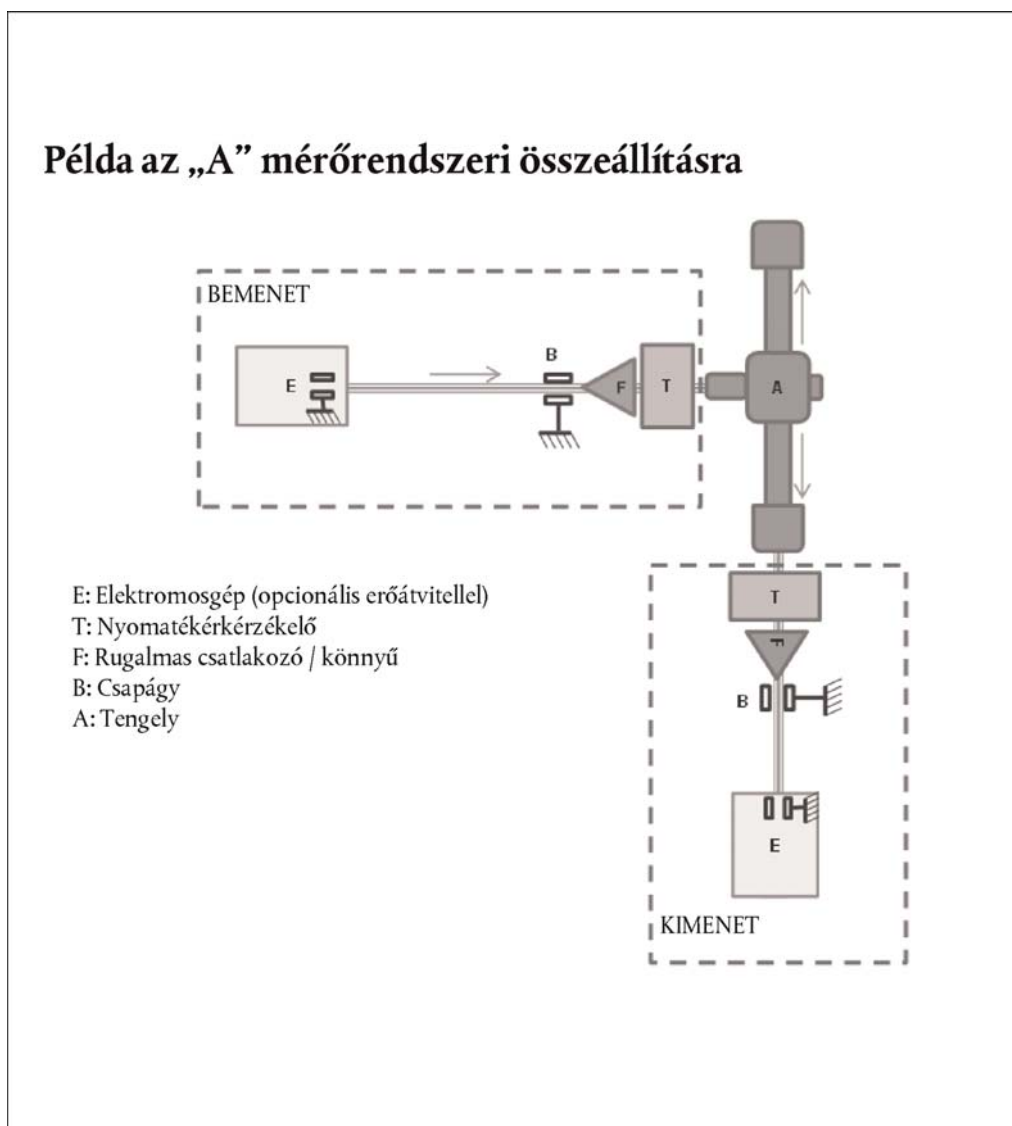 Példa az „A” mérőrendszeri összeállításra
BEMENET
E
B
F
T
A
T
F
B
E
KIMENET
E: Elektromosgép (opcionális erőátvitellel)
T: Nyomatékérkérzékelő
F: Rugalmas csatlakozó / könnyű
B: Csapágy
A: Tengely